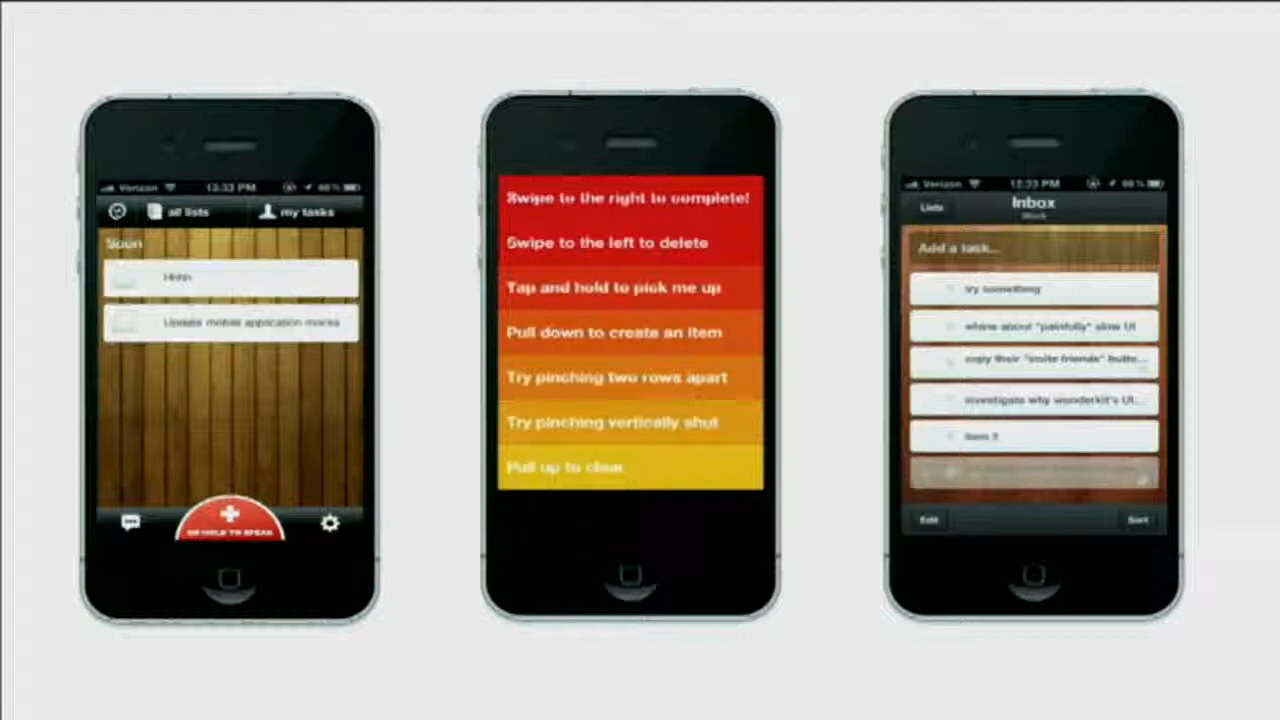 Verizon
12:33 PM
all lists
my tasks
Soon
Update mobile application mocks
OR HOLD TO SPEAK
Swipe to the right to complete!
Swipe to the left to delete
Tap and hold to pick me up
Pull down to create an item
Try pinching two rows apart
Try pinching vertically shut
Pull up to clear
Verizon
12:33 PM
Lists
Inbox
Work
Add a task...
try something
whine about "painfully" slow UI
copy their "invite friends" butto...
investigate why wunderkit's UI...
Edit
Sort